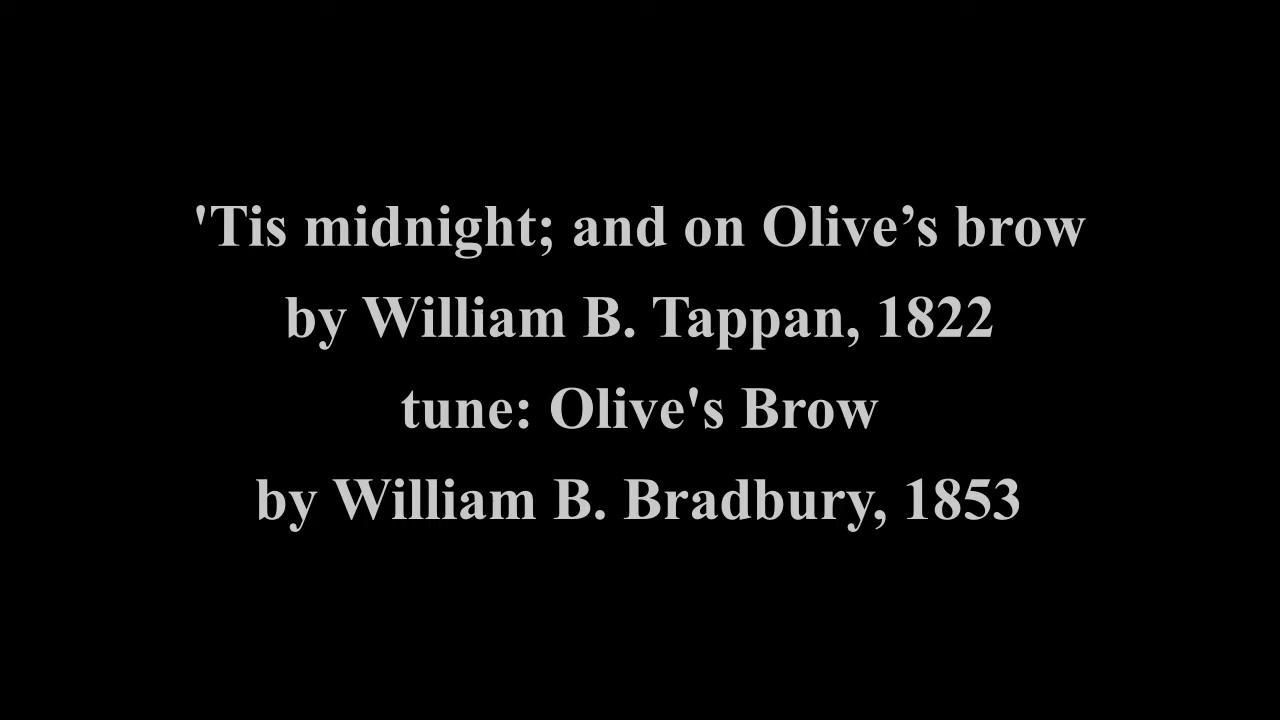 'Tis midnight; and on Olive’s brow
by William B. Tappan, 1822
tune: Olive's Brow
by William B. Bradbury, 1853